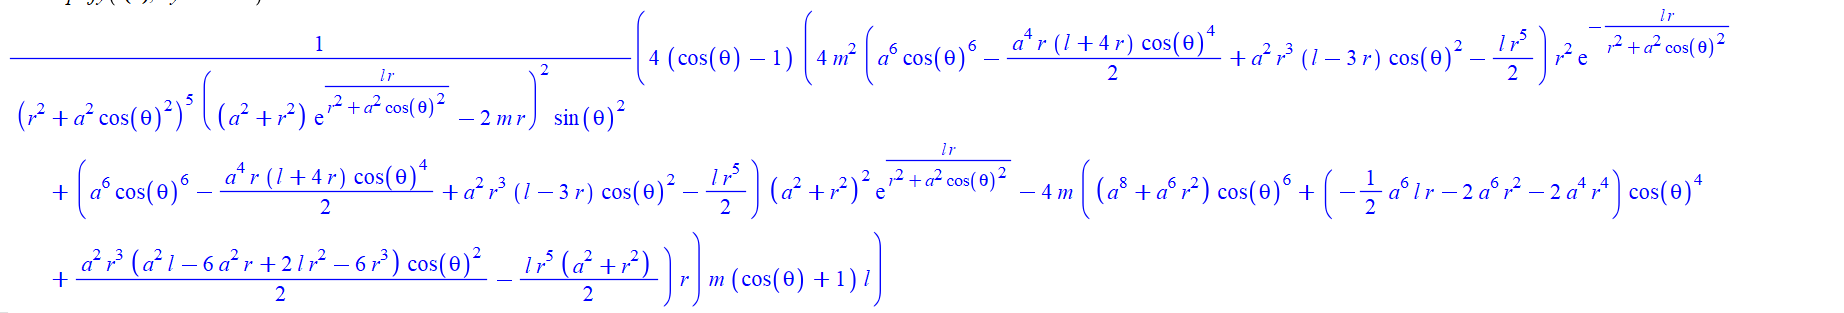 1/((r^2 + a^2 cos(θ)^2)^5 ((a^2 + r^2) e^(l r/(r^2 + a^2 cos(θ)^2)) − 2 m r)^2 sin(θ)^2) (4 (cos(θ) − 1) (4 m^2 (a^6 cos(θ)^6 − a^4 r (l + 4 r) cos(θ)^4/2 + a^2 r^3 (l − 3 r) cos(θ)^2 − l r^5/2) r^2 e^(− l r/(r^2 + a^2 cos(θ)^2))
+ (a^6 cos(θ)^6 − a^4 r (l + 4 r) cos(θ)^4/2 + a^2 r^3 (l − 3 r) cos(θ)^2 − l r^5/2) (a^2 + r^2)^2 e^(l r/(r^2 + a^2 cos(θ)^2)) − 4 m ((a^8 + a^6 r^2) cos(θ)^6 + (−1/2 a^6 l r − 2 a^6 r^2 − 2 a^4 r^4) cos(θ)^4
+ a^2 r^3 (a^2 l − 6 a^2 r + 2 l r^2 − 6 r^3) cos(θ)^2/2 − l r^5 (a^2 + r^2)/2) r) m (cos(θ) + 1) l)